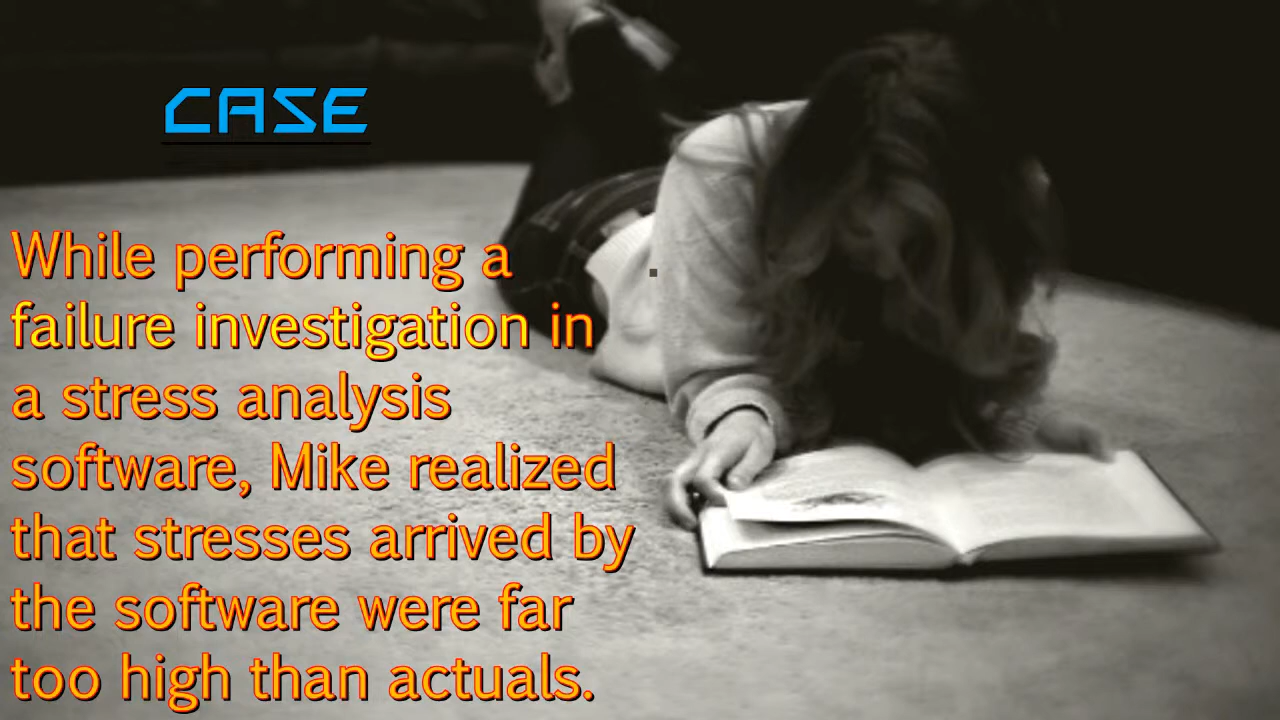 CASE
While performing a
failure investigation in
a stress analysis
software, Mike realized
that stresses arrived by
the software were far
too high than actuals.